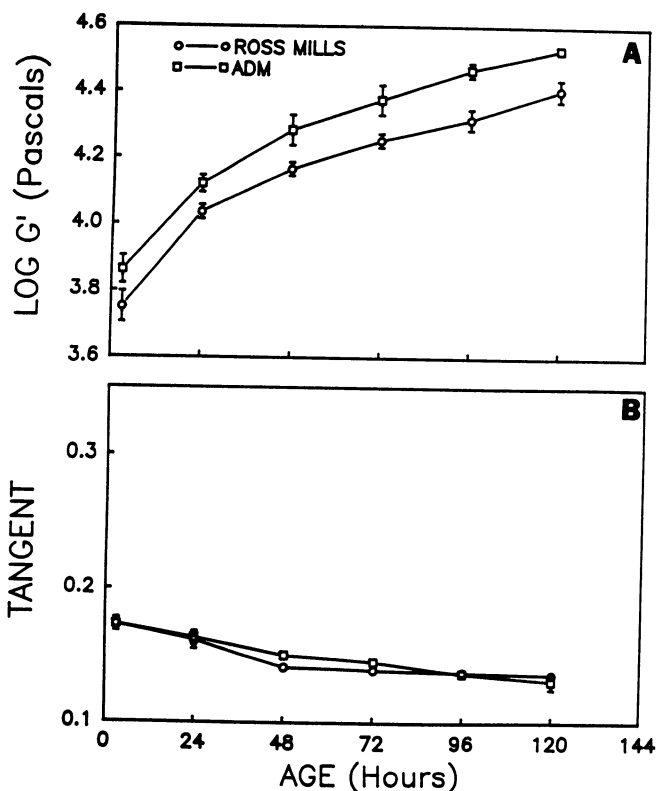 A
ROSS MILLS
ADM
LOG G' (Pascals)
4.6
4.4
4.2
4.0
3.8
3.6
B
TANGENT
0.3
0.2
0.1
0 24 48 72 96 120 144
AGE (Hours)